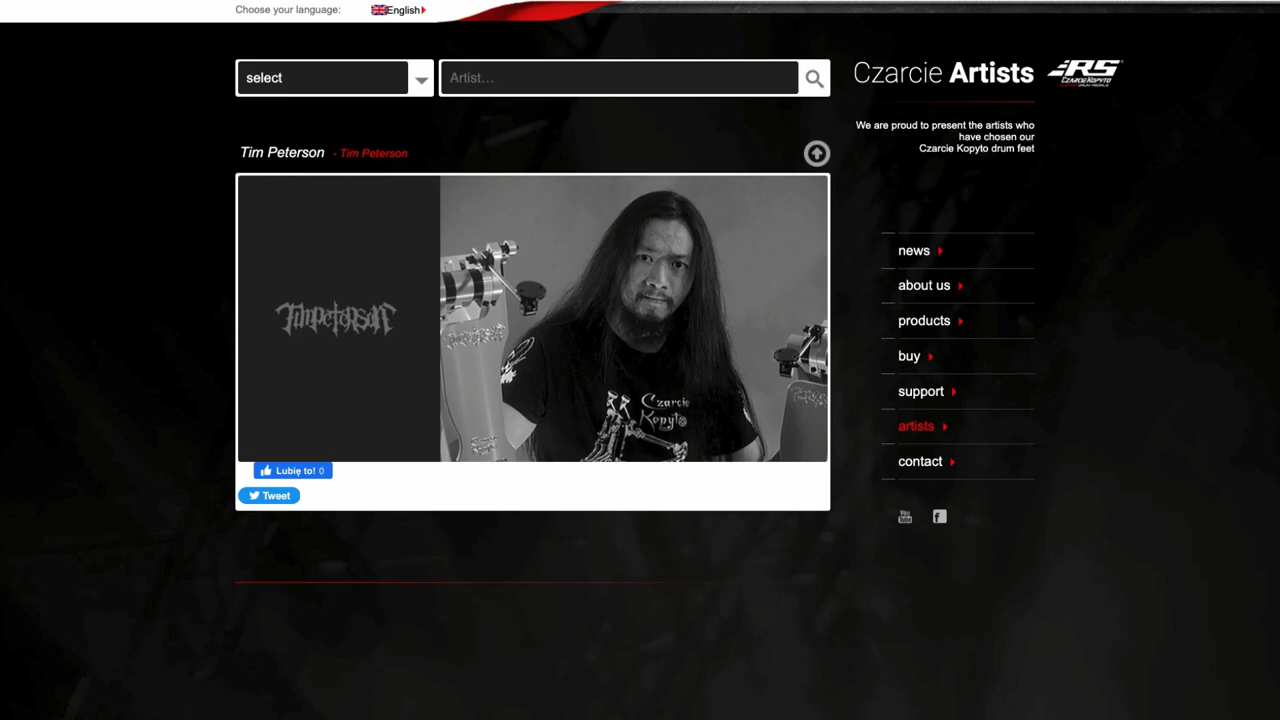 Choose your language:
English
select
Artist...
Czarcie Artists
RS
Czarcie Kopyto
We are proud to present the artists who
have chosen our
Czarcie Kopyto drum feet
Tim Peterson - Tim Peterson
Timpeterson
Czarcie
Kopyto
Lubię to! 0
Tweet
news
about us
products
buy
support
artists
contact
You
Tube
f